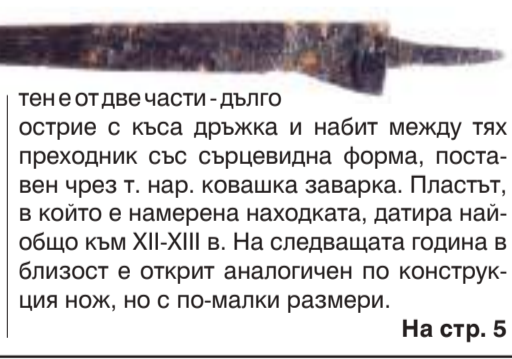 тен е от две части - дълго
острие с къса дръжка и набит между тях
преходник със сърцевидна форма, поста-
вен чрез т. нар. ковашка заварка. Пластът,
в който е намерена находката, датира най-
общо към XII-XIII в. На следващата година в
близост е открит аналогичен по конструк-
ция нож, но с по-малки размери.
На стр. 5